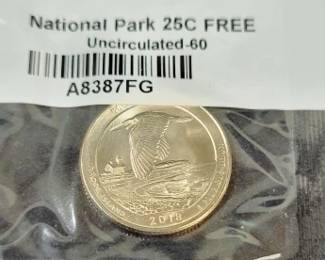 National Park 25C FREE
Uncirculated-60
A8387FG
2018